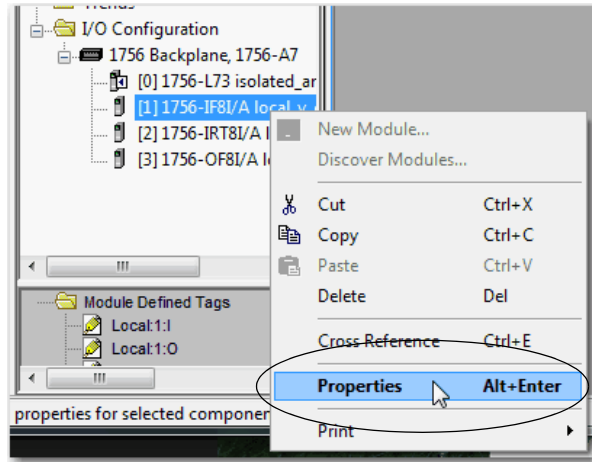 I/O Configuration
1756 Backplane, 1756-A7
[0] 1756-L73 isolated_ar
[1] 1756-IF8I/A local_v
[2] 1756-IRT8I/A l
[3] 1756-OF8I/A l
New Module...
Discover Modules...
Cut Ctrl+X
Copy Ctrl+C
Paste Ctrl+V
Delete Del
Cross Reference Ctrl+E
Properties Alt+Enter
Print
Module Defined Tags
Local:1:I
Local:1:O
properties for selected componen